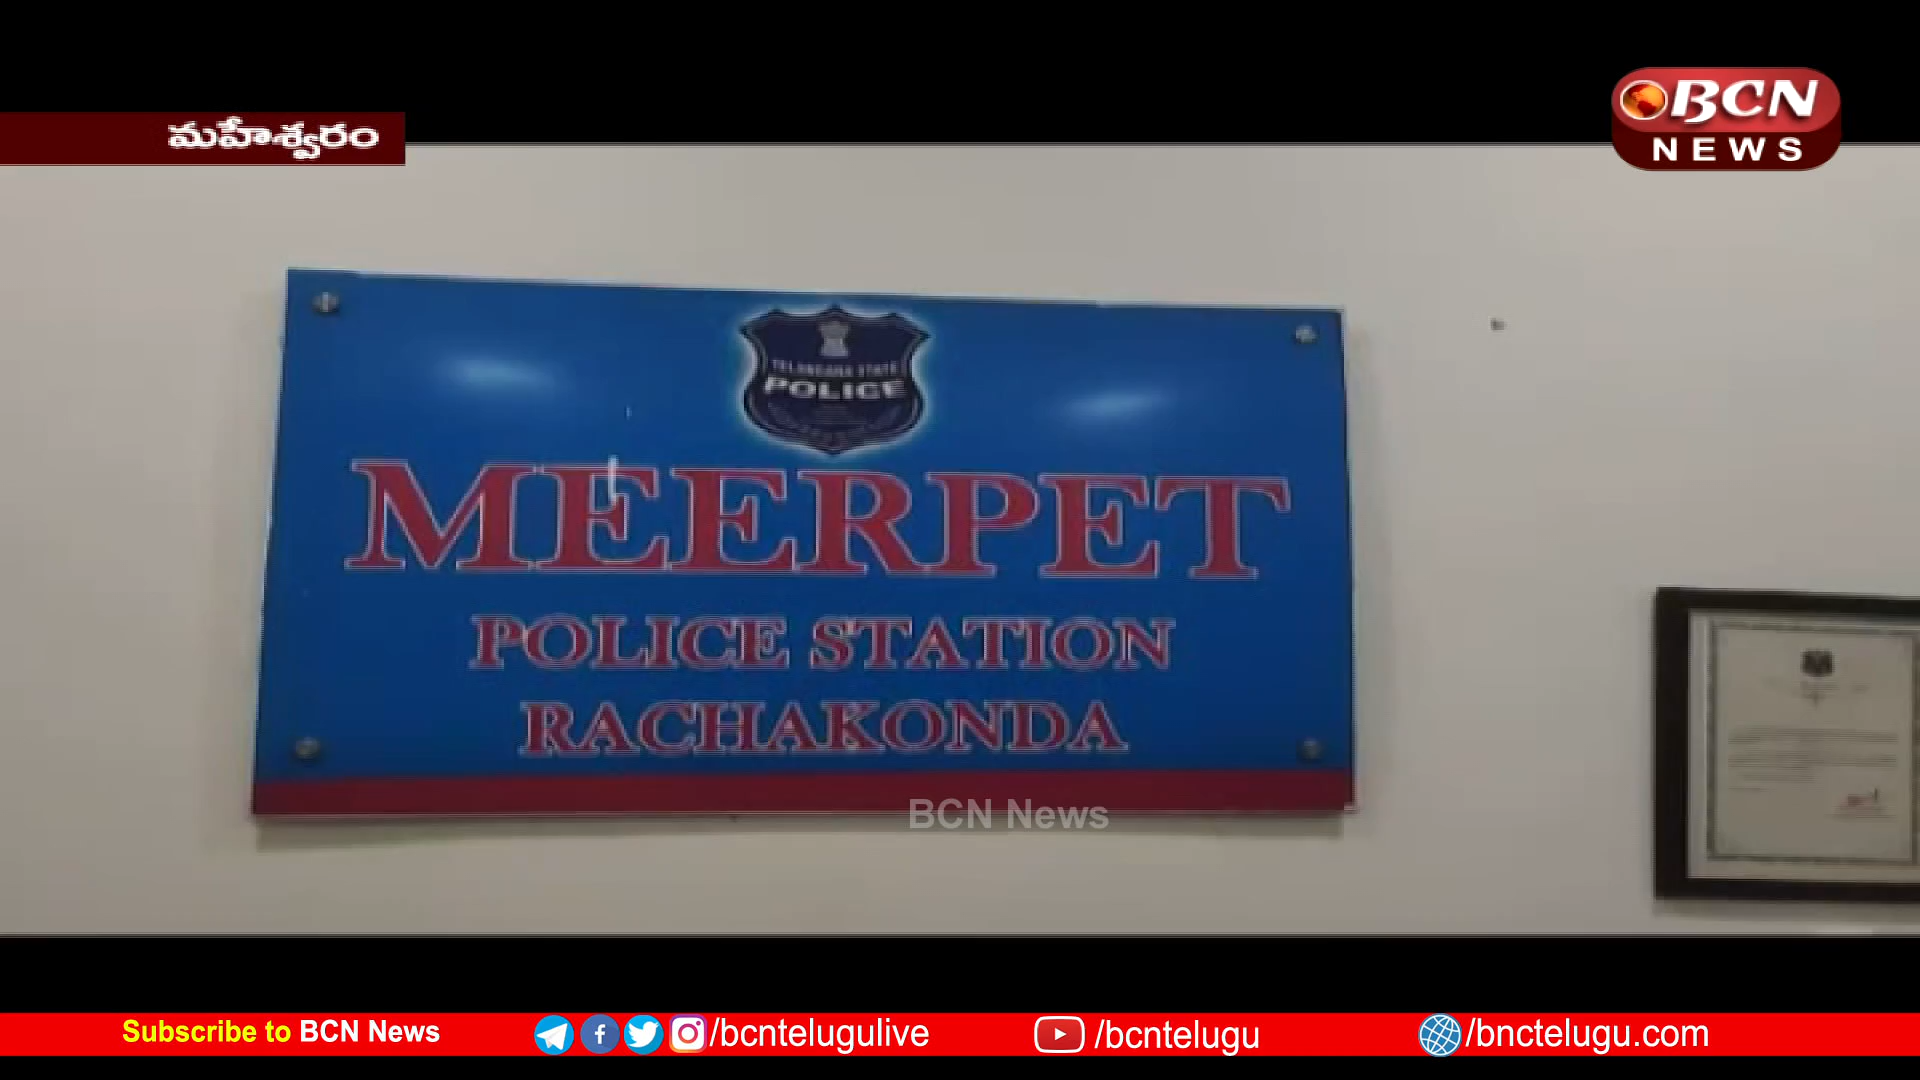 మహేశ్వరం
BCN
NEWS
TELANGANA STATE
POLICE
MEERPET
POLICE STATION
RACHAKONDA
BCN News
Subscribe to BCN News
/bcntelugulive
/bcntelugu
/bnctelugu.com